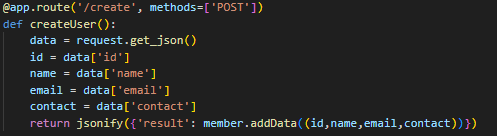 @app.route('/create', methods=['POST'])
def createUser():
    data = request.get_json()
    id = data['id']
    name = data['name']
    email = data['email']
    contact = data['contact']
    return jsonify({'result': member.addData((id,name,email,contact))})